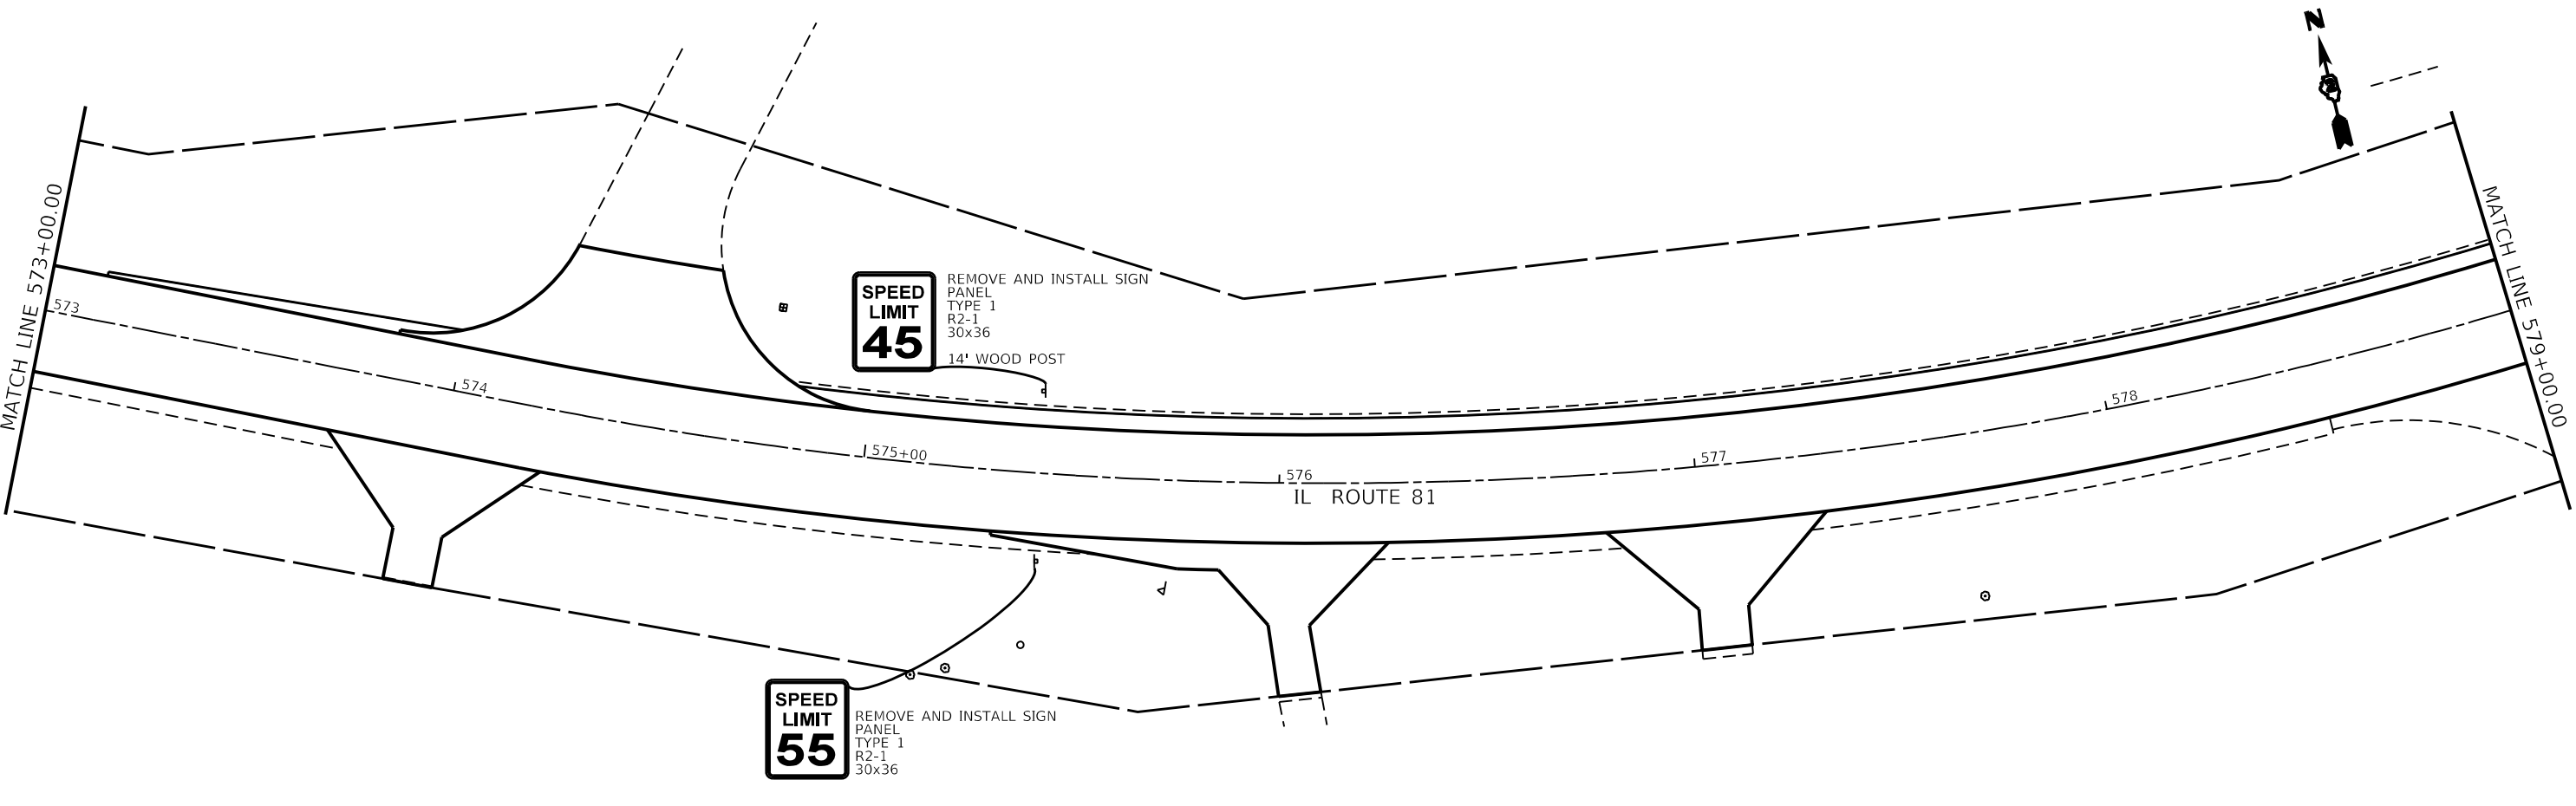 N
MATCH LINE 573+00.00
573
574
575+00
576
577
578
IL ROUTE 81
MATCH LINE 579+00.00
SPEED
LIMIT
45
REMOVE AND INSTALL SIGN
PANEL
TYPE 1
R2-1
30x36
14' WOOD POST
SPEED
LIMIT
55
REMOVE AND INSTALL SIGN
PANEL
TYPE 1
R2-1
30x36